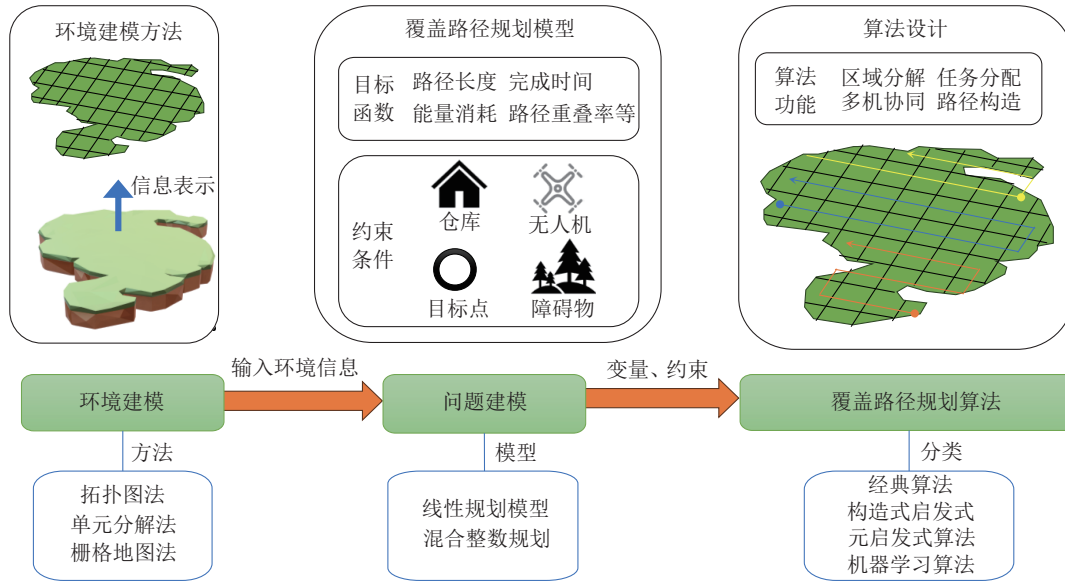 环境建模方法
信息表示
覆盖路径规划模型
目标 路径长度 完成时间
函数 能量消耗 路径重叠率等
仓库 无人机
约束
条件
目标点 障碍物
算法设计
算法 区域分解 任务分配
功能 多机协同 路径构造
输入环境信息
变量、约束
环境建模
问题建模
覆盖路径规划算法
方法
模型
分类
拓扑图法
单元分解法
栅格地图法
线性规划模型
混合整数规划
经典算法
构造式启发式
元启发式算法
机器学习算法